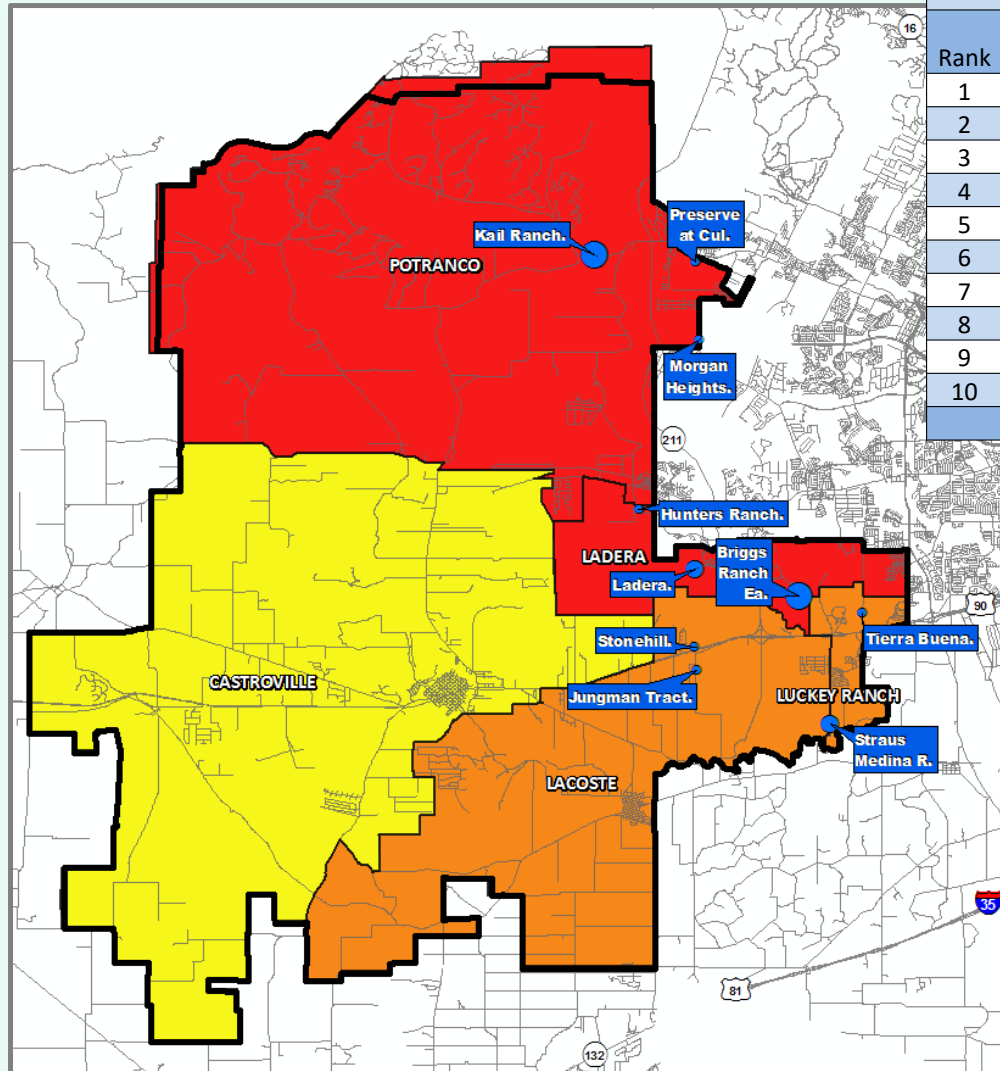 16
Rank
1
2
3
4
5
6
7
8
9
10
Preserve
at Cul.
Kail Ranch.
POTRANCO
Morgan
Heights.
211
Hunters Ranch.
LADERA
Briggs
Ranch
Ea.
Ladera.
90
Stonehill.
Tierra Buena.
CASTROVILLE
Jungman Tract.
LUCKEY RANCH
Straus
Medina R.
LACOSTE
35
81
132